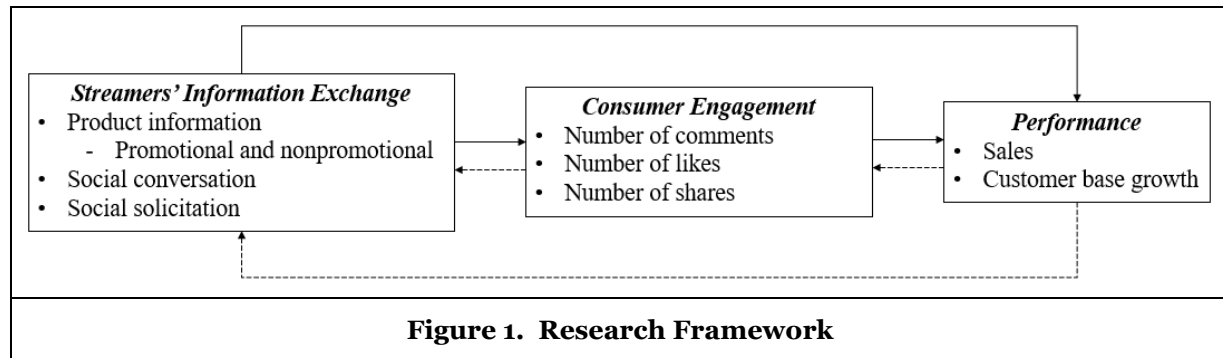 Streamers' Information Exchange
• Product information
- Promotional and nonpromotional
• Social conversation
• Social solicitation
Consumer Engagement
• Number of comments
• Number of likes
• Number of shares
Performance
• Sales
• Customer base growth
Figure 1. Research Framework